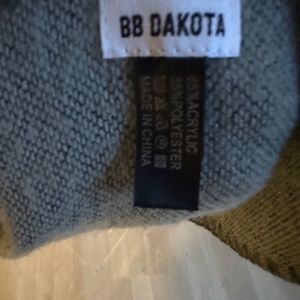 BB DAKOTA
65% ACRYLIC
35% POLYESTER
MADE IN CHINA